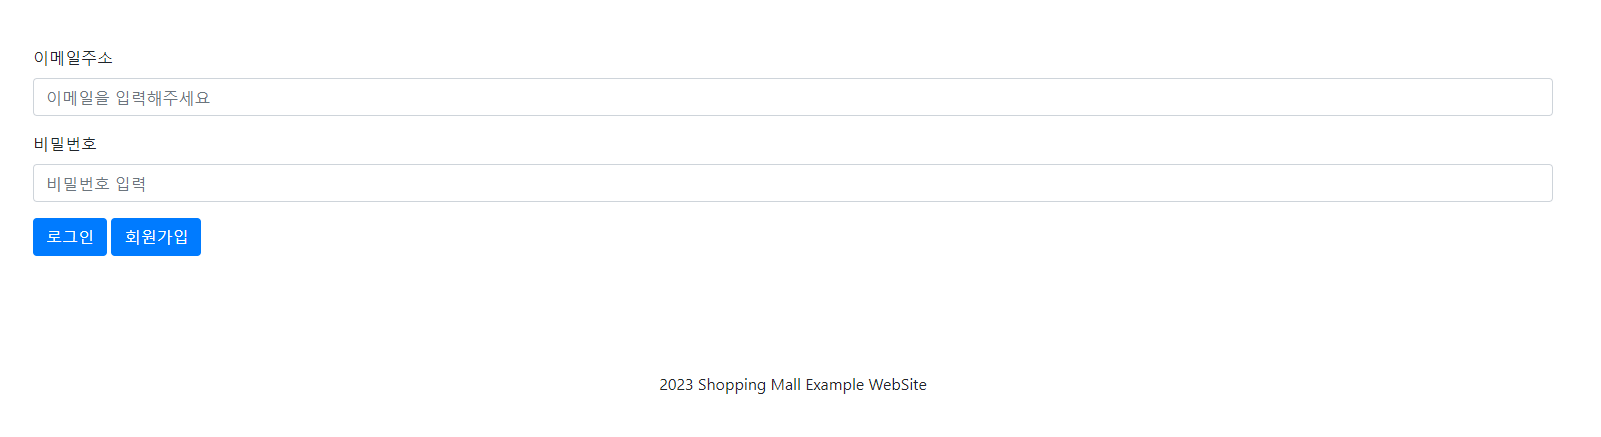 이메일주소
이메일을 입력해주세요
비밀번호
비밀번호 입력
로그인 회원가입
2023 Shopping Mall Example WebSite